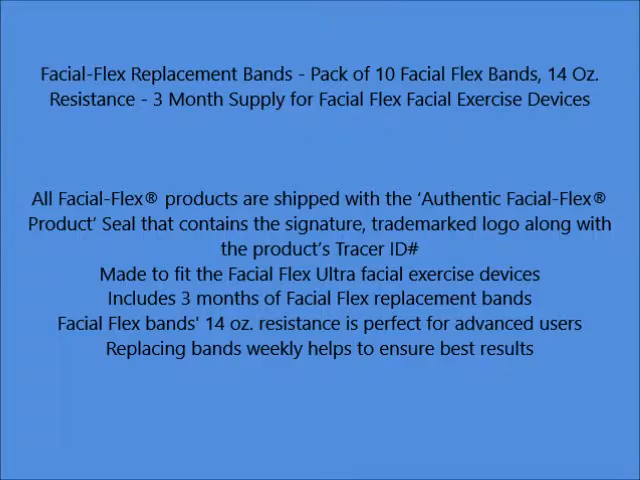 Facial-Flex Replacement Bands - Pack of 10 Facial Flex Bands, 14 Oz.
Resistance - 3 Month Supply for Facial Flex Facial Exercise Devices
All Facial-Flex® products are shipped with the ‘Authentic Facial-Flex®
Product’ Seal that contains the signature, trademarked logo along with
the product’s Tracer ID#
Made to fit the Facial Flex Ultra facial exercise devices
Includes 3 months of Facial Flex replacement bands
Facial Flex bands' 14 oz. resistance is perfect for advanced users
Replacing bands weekly helps to ensure best results